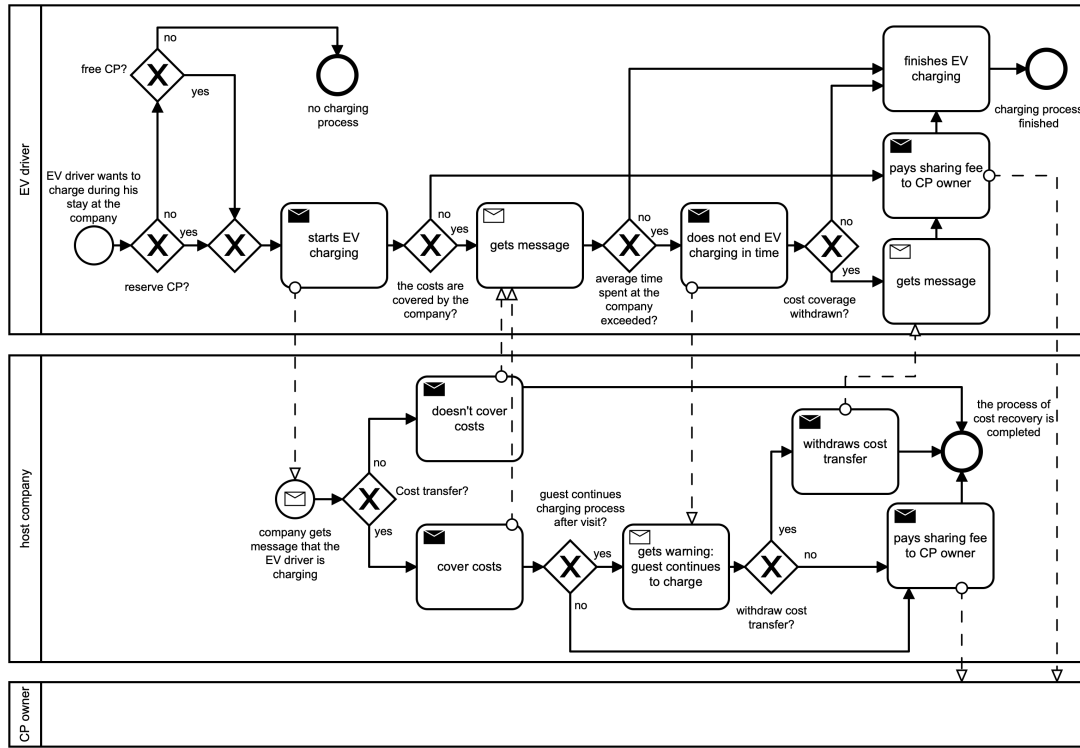 EV driver
no
free CP?
yes
no charging
process
EV driver wants to
charge during his
stay at the
company
no
yes
reserve CP?
starts EV
charging
no
yes
the costs are
covered by the
company?
gets message
no
yes
average time
spent at the
company
exceeded?
does not end EV
charging in time
no
yes
cost coverage
withdrawn?
finishes EV
charging
charging process
finished
pays sharing fee
to CP owner
gets message
host company
company gets
message that the
EV driver is
charging
no
Cost transfer?
yes
doesn't cover
costs
cover costs
guest continues
charging process
after visit?
yes
no
gets warning:
guest continues
to charge
yes
no
withdraw cost
transfer?
withdraws cost
transfer
the process of
cost recovery is
completed
pays sharing fee
to CP owner
CP owner